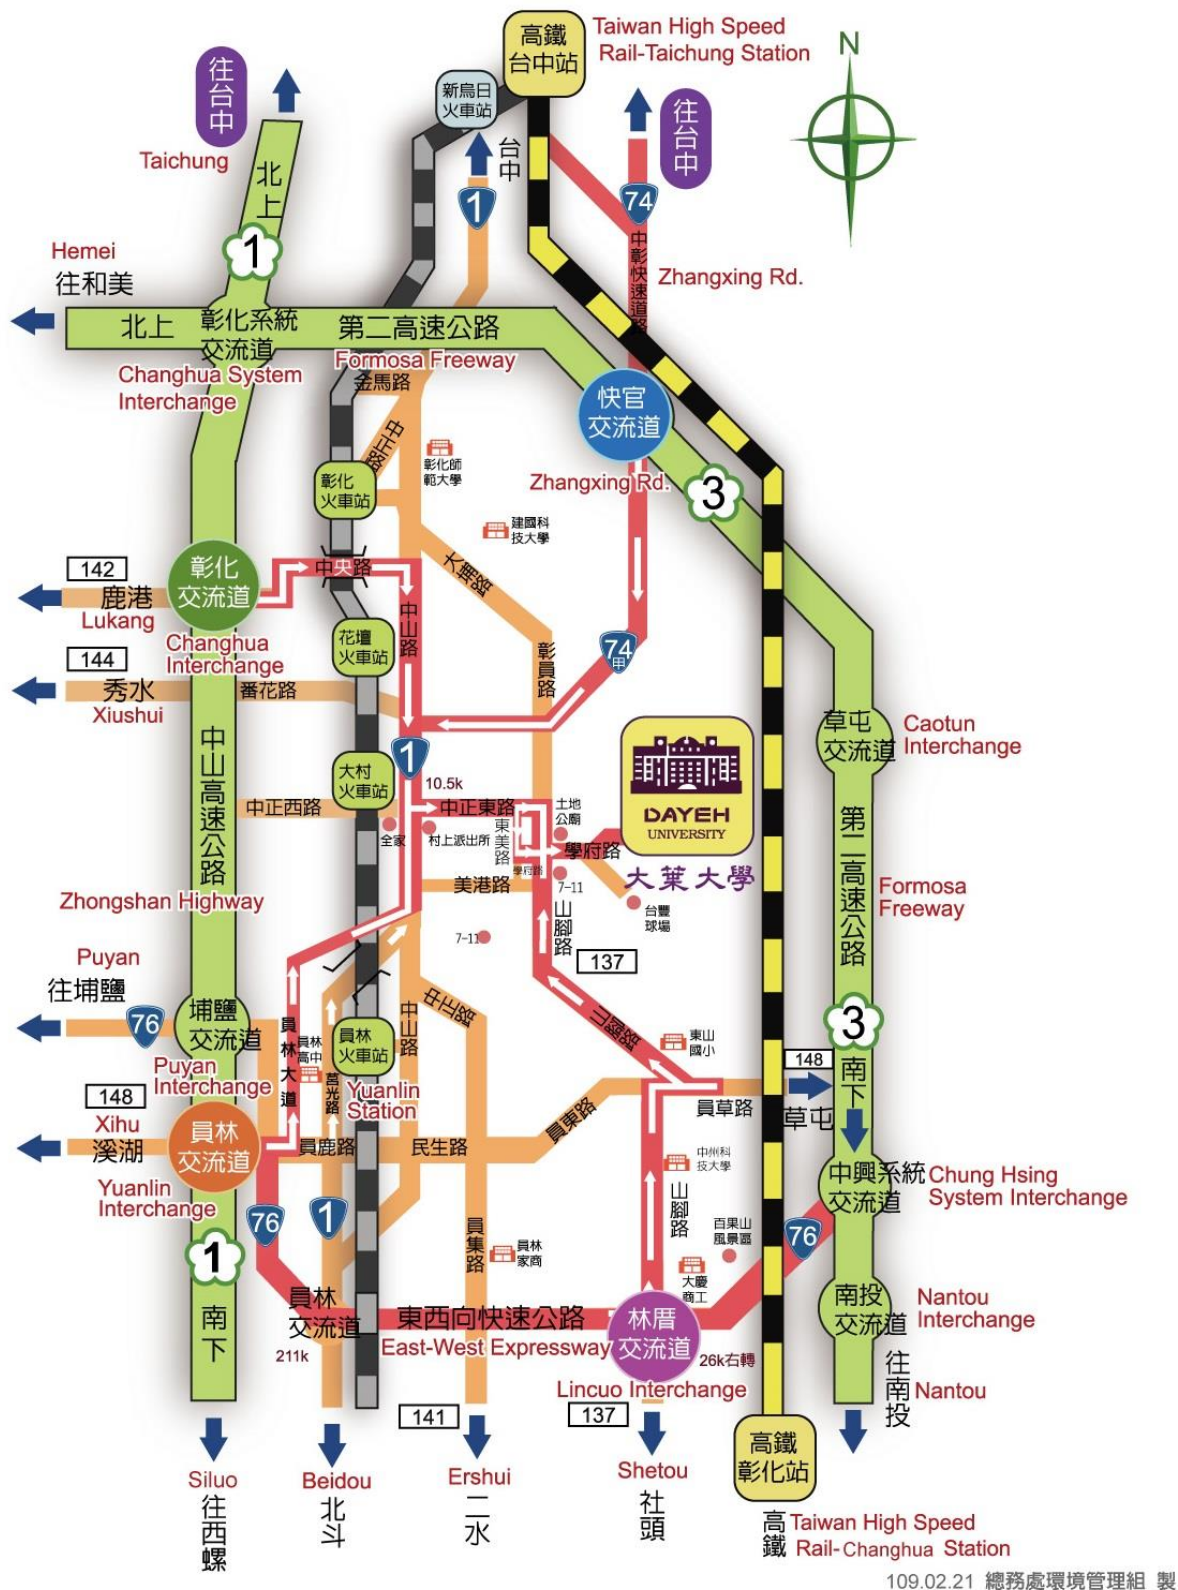 高鐵
台中站
Taiwan High Speed
Rail-Taichung Station
N
往台中
新烏日
火車站
往台中
Taichung
台中
北上
1
74
1
中彰快速道路
Zhangxing Rd.
Hemei
往和美
北上
彰化系統
交流道
第二高速公路
Formosa Freeway
Changhua System
Interchange
金馬路
快官
交流道
中正路
彰化師
範大學
彰化
火車站
Zhangxing Rd.
3
建國科
技大學
142
鹿港
Lukang
彰化
交流道
中央路
大埔路
中山路
花壇
火車站
Changhua
Interchange
彰員路
74
甲
144
秀水
Xiushui
番花路
草屯
交流道
Caotun
Interchange
中山高速公路
1
大村
火車站
10.5k
DAYEH
UNIVERSITY
大葉大學
中正西路
中正東路
土地
公廟
全家
村上派出所
東美路
學府路
學府路
第二高速公路
美港路
7-11
台豐
球場
Formosa
Freeway
Zhongshan Highway
山腳路
7-11
137
Puyan
往埔鹽
76
埔鹽
交流道
Puyan
Interchange
員林大道
員林
高中
莒光路
員林
火車站
Yuanlin
Station
中山路
中正路
山腳路
東山
國小
3
148
南下
148
Xihu
溪湖
員林
交流道
Yuanlin
Interchange
員鹿路
民生路
員東路
員草路
草屯
中州科
技大學
中興系統
交流道
Chung Hsing
System Interchange
山腳路
76
1
76
1
員集路
員林
家商
百果山
風景區
大慶
商工
南下
員林
交流道
211k
東西向快速公路
East-West Expressway
林厝
交流道
26k右轉
Lincuo Interchange
南投
交流道
Nantou
Interchange
往南投
Nantou
141
137
高鐵
彰化站
Siluo
往西螺
Beidou
北斗
Ershui
二水
Shetou
社頭
高鐵
Taiwan High Speed
Rail-Changhua Station
109.02.21 總務處環境管理組 製